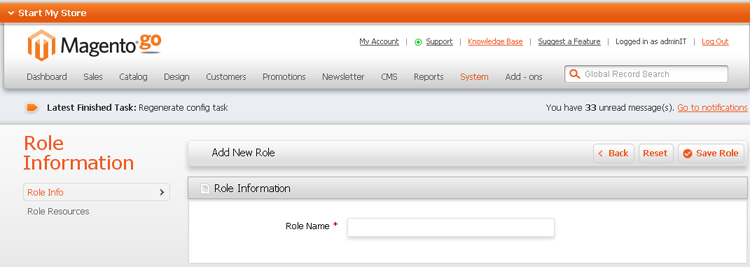 Start My Store
Magento go
My Account | Support | Knowledge Base | Suggest a Feature | Logged in as adminIT | Log Out
Dashboard Sales Catalog Design Customers Promotions Newsletter CMS Reports System Add - ons Global Record Search
Latest Finished Task: Regenerate config task You have 33 unread message(s). Go to notifications
Role
Information
Add New Role Back Reset Save Role
Role Info
Role Information
Role Resources
Role Name *